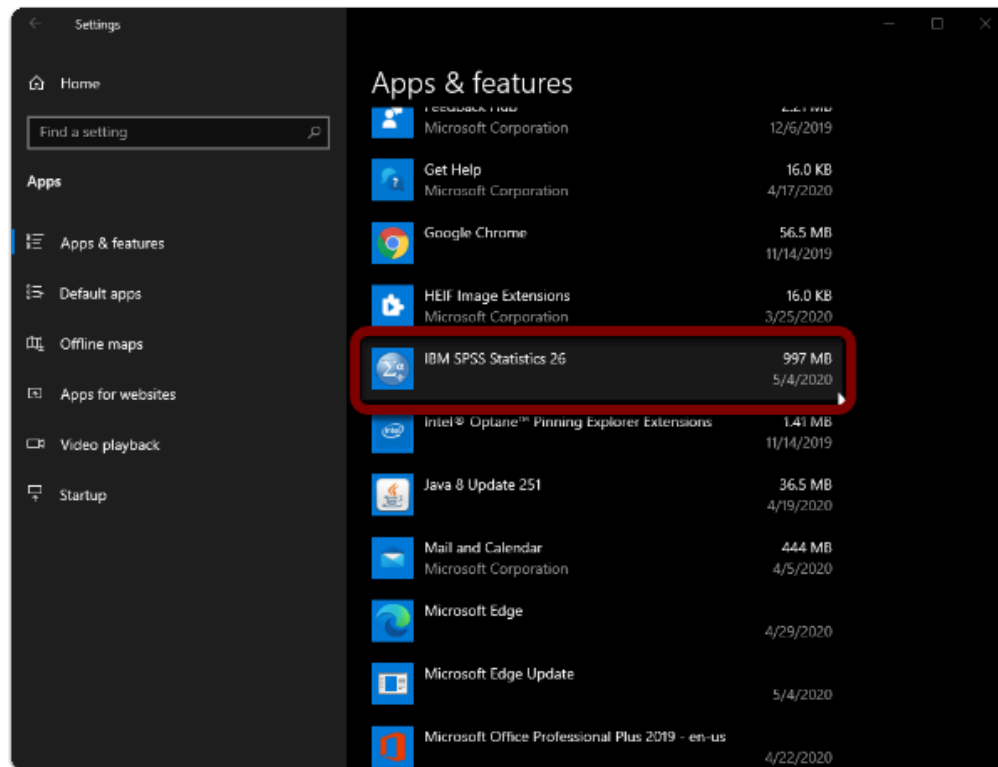 Settings
Home
Find a setting
Apps
Apps & features
Default apps
Offline maps
Apps for websites
Video playback
Startup
Apps & features
Feedback Hub 2.21 MB
Microsoft Corporation 12/6/2019
Get Help 16.0 KB
Microsoft Corporation 4/17/2020
Google Chrome 56.5 MB
11/14/2019
HEIF Image Extensions 16.0 KB
Microsoft Corporation 3/25/2020
IBM SPSS Statistics 26 997 MB
5/4/2020
Intel® Optane™ Pinning Explorer Extensions 1.41 MB
11/14/2019
Java 8 Update 251 36.5 MB
4/19/2020
Mail and Calendar 444 MB
Microsoft Corporation 4/5/2020
Microsoft Edge
4/29/2020
Microsoft Edge Update
5/4/2020
Microsoft Office Professional Plus 2019 - en-us
4/22/2020